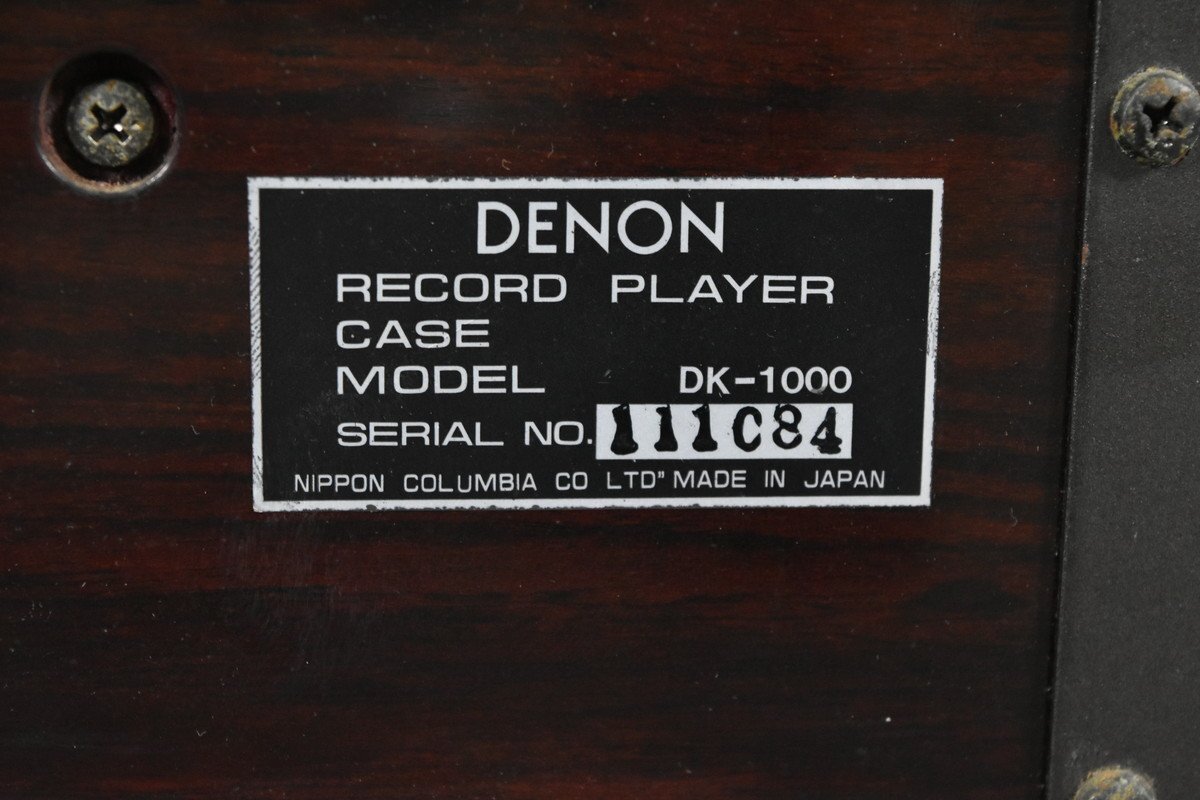 DENON
RECORD PLAYER
CASE
MODEL DK-1000
SERIAL NO. 111C84
NIPPON COLUMBIA CO LTD" MADE IN JAPAN